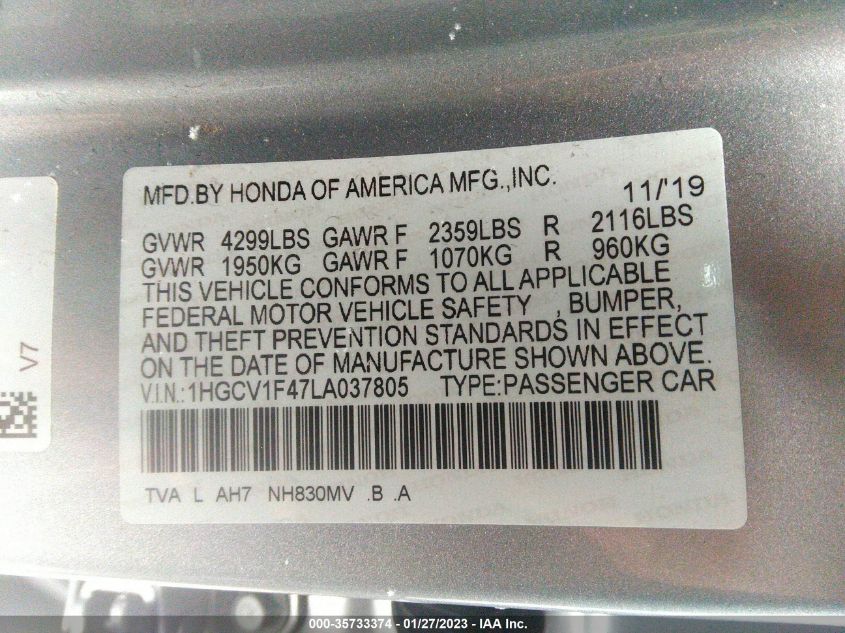 MFD.BY HONDA OF AMERICA MFG.,INC. 11/'19
GVWR 4299LBS GAWR F 2359LBS R 2116LBS
GVWR 1950KG GAWR F 1070KG R 960KG
THIS VEHICLE CONFORMS TO ALL APPLICABLE
FEDERAL MOTOR VEHICLE SAFETY , BUMPER,
AND THEFT PREVENTION STANDARDS IN EFFECT
ON THE DATE OF MANUFACTURE SHOWN ABOVE.
V.I.N.:1HGCV1F47LA037805 TYPE:PASSENGER CAR
TVA L AH7 NH830MV .B .A
V7
000-35733374 | 01/27/2023 - IAA Inc.